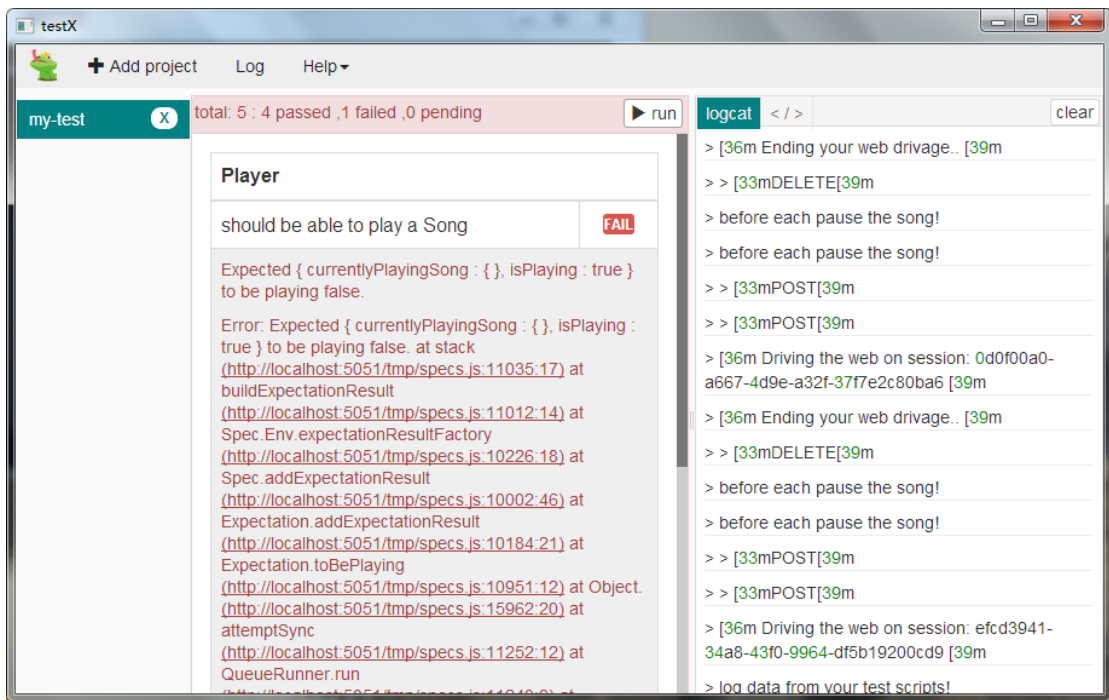 testX
Add project
Log
Help
my-test
X
total: 5 : 4 passed ,1 failed ,0 pending
run
Player
should be able to play a Song
FAIL
Expected { currentlyPlayingSong : { }, isPlaying : true }
to be playing false.
Error: Expected { currentlyPlayingSong : { }, isPlaying :
true } to be playing false. at stack
(http://localhost:5051/tmp/specs.js:11035:17) at
buildExpectationResult
(http://localhost:5051/tmp/specs.js:11012:14) at
Spec.Env.expectationResultFactory
(http://localhost:5051/tmp/specs.js:10226:18) at
Spec.addExpectationResult
(http://localhost:5051/tmp/specs.js:10002:46) at
Expectation.addExpectationResult
(http://localhost:5051/tmp/specs.js:10184:21) at
Expectation.toBePlaying
(http://localhost:5051/tmp/specs.js:10951:12) at Object.
(http://localhost:5051/tmp/specs.js:15962:20) at
attemptSync
(http://localhost:5051/tmp/specs.js:11252:12) at
QueueRunner.run
logcat
< / >
clear
> [36m Ending your web drivage.. [39m
> > [33mDELETE[39m
> before each pause the song!
> before each pause the song!
> > [33mPOST[39m
> > [33mPOST[39m
> [36m Driving the web on session: 0d0f00a0-
a667-4d9e-a32f-37f7e2c80ba6 [39m
> [36m Ending your web drivage.. [39m
> > [33mDELETE[39m
> before each pause the song!
> before each pause the song!
> > [33mPOST[39m
> > [33mPOST[39m
> [36m Driving the web on session: efcd3941-
34a8-43f0-9964-df5b19200cd9 [39m
> log data from your test scripts!